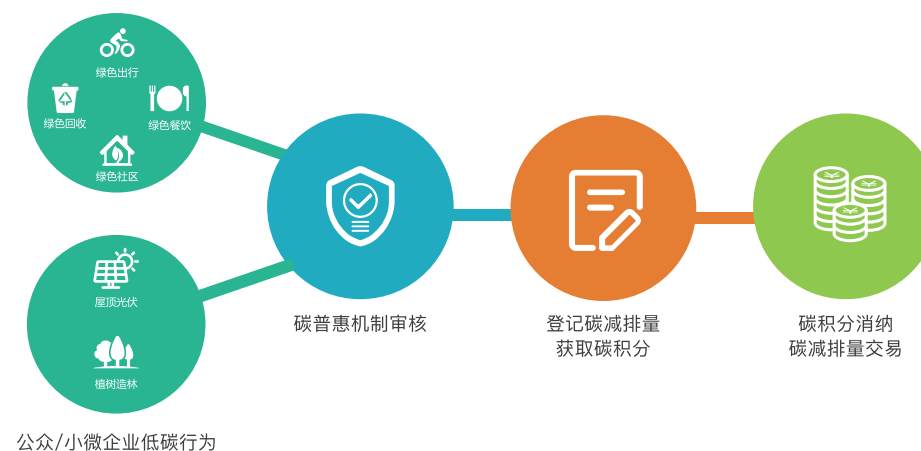 绿色出行
绿色回收
绿色餐饮
绿色社区
屋顶光伏
植树造林
公众/小微企业低碳行为
碳普惠机制审核
登记碳减排量
获取碳积分
碳积分消纳
碳减排量交易